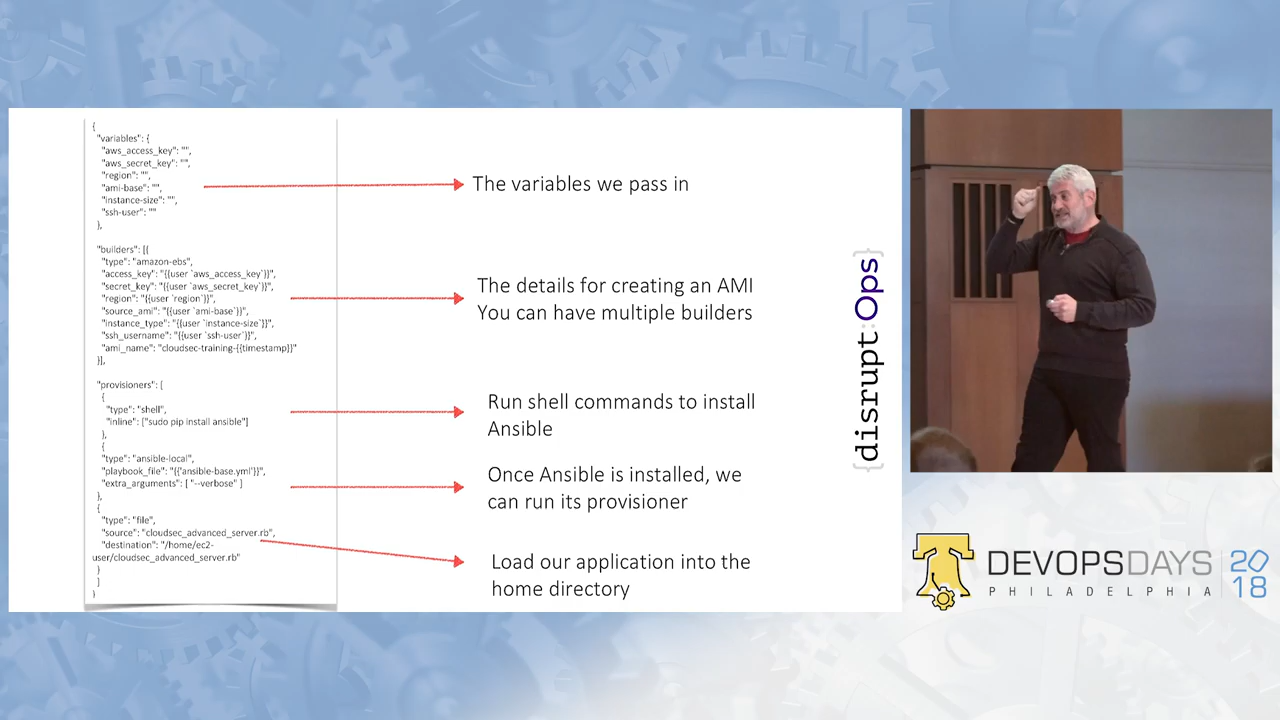 {
"variables": {
"aws_access_key": "",
"aws_secret_key": "",
"region": "",
"ami-base": "",
"instance-size": "",
"ssh-user": ""
},
"builders": [{
"type": "amazon-ebs",
"access_key": "{{user `aws_access_key`}}",
"secret_key": "{{user `aws_secret_key`}}",
"region": "{{user `region`}}",
"source_ami": "{{user `ami-base`}}",
"instance_type": "{{user `instance-size`}}",
"ssh_username": "{{user `ssh-user`}}",
"ami_name": "cloudsec-training-{{timestamp}}"
}],
"provisioners": [
{
"type": "shell",
"inline": ["sudo pip install ansible"]
},
{
"type": "ansible-local",
"playbook_file": "{{'ansible-base.yml'}}",
"extra_arguments": [ "--verbose" ]
},
{
"type": "file",
"source": "cloudsec_advanced_server.rb",
"destination": "/home/ec2-
user/cloudsec_advanced_server.rb"
}
]
}
The variables we pass in
The details for creating an AMI
You can have multiple builders
Run shell commands to install
Ansible
Once Ansible is installed, we
can run its provisioner
Load our application into the
home directory
{disrupt:Ops}
DEVOPSDAYS
PHILADELPHIA
20
18